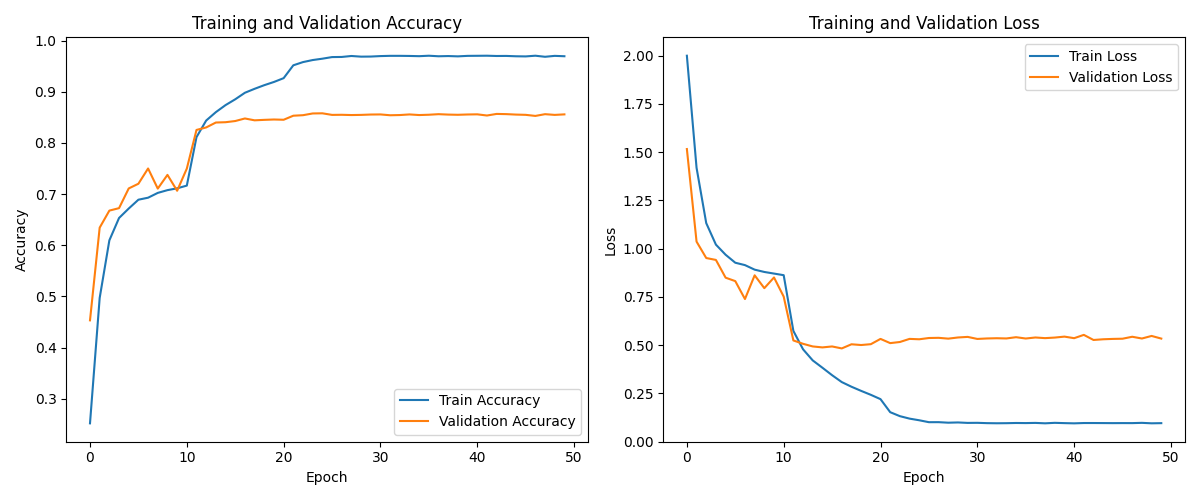 Training and Validation Accuracy
1.0
0.9
0.8
0.7
0.6
0.5
0.4
0.3
Accuracy
0
10
20
30
40
50
Epoch
Train Accuracy
Validation Accuracy
Training and Validation Loss
2.00
1.75
1.50
1.25
1.00
0.75
0.50
0.25
0.00
Loss
0
10
20
30
40
50
Epoch
Train Loss
Validation Loss